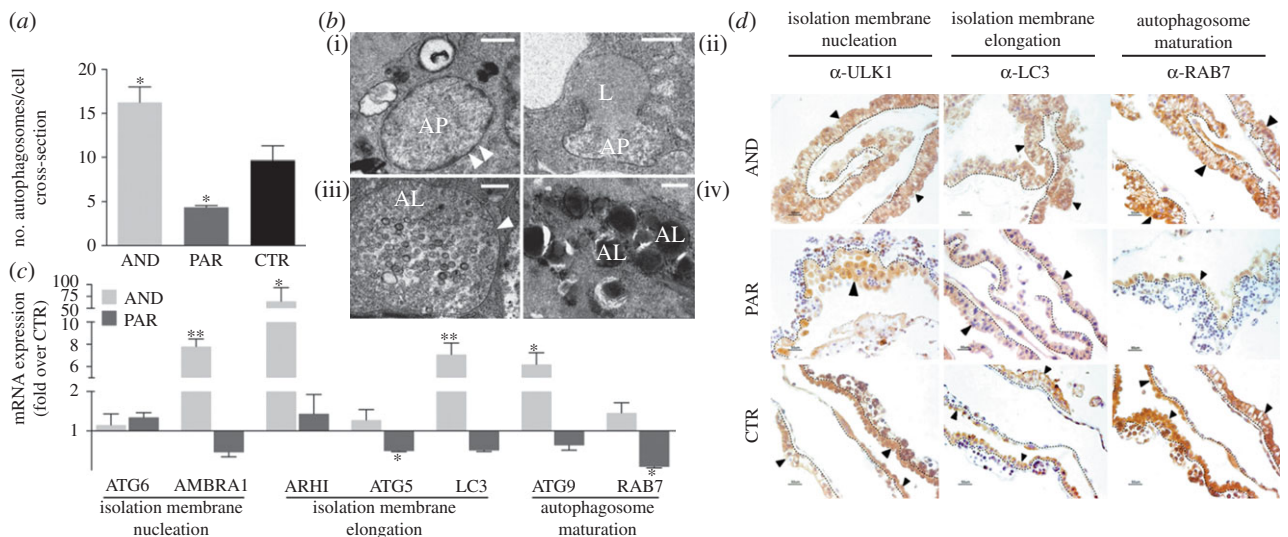 (a)
no. autophagosomes/cell
cross-section
20
15
10
5
0
*
*
AND PAR CTR
(b)
(i)
(ii)
(iii)
(iv)
AP
L
AP
AL
AL
AL
(c)
mRNA expression
(fold over CTR)
100
75
50
25
10
8
6
4
2
1
AND
PAR
**
*
*
**
*
*
ATG6 AMBRA1 ARHI ATG5 LC3 ATG9 RAB7
isolation membrane
nucleation
isolation membrane
elongation
autophagosome
maturation
(d)
isolation membrane
nucleation
isolation membrane
elongation
autophagosome
maturation
α-ULK1 α-LC3 α-RAB7
AND
PAR
CTR